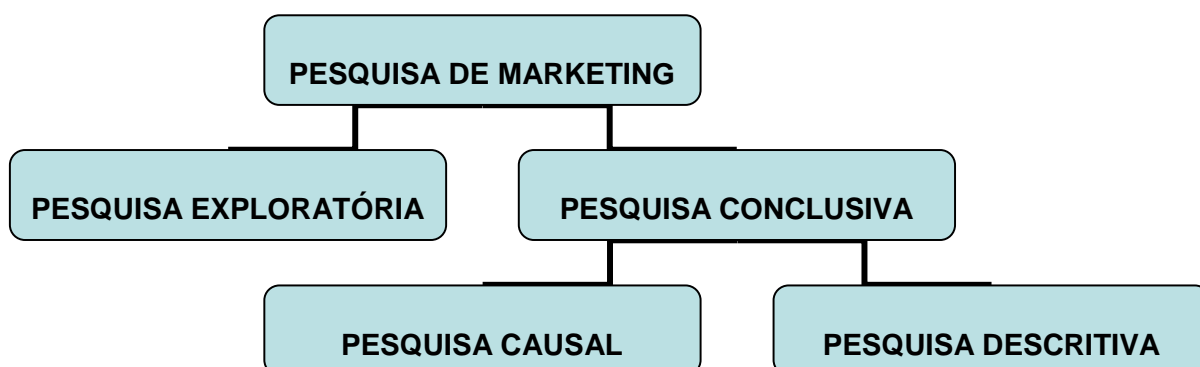 PESQUISA DE MARKETING
PESQUISA EXPLORATÓRIA
PESQUISA CONCLUSIVA
PESQUISA CAUSAL
PESQUISA DESCRITIVA